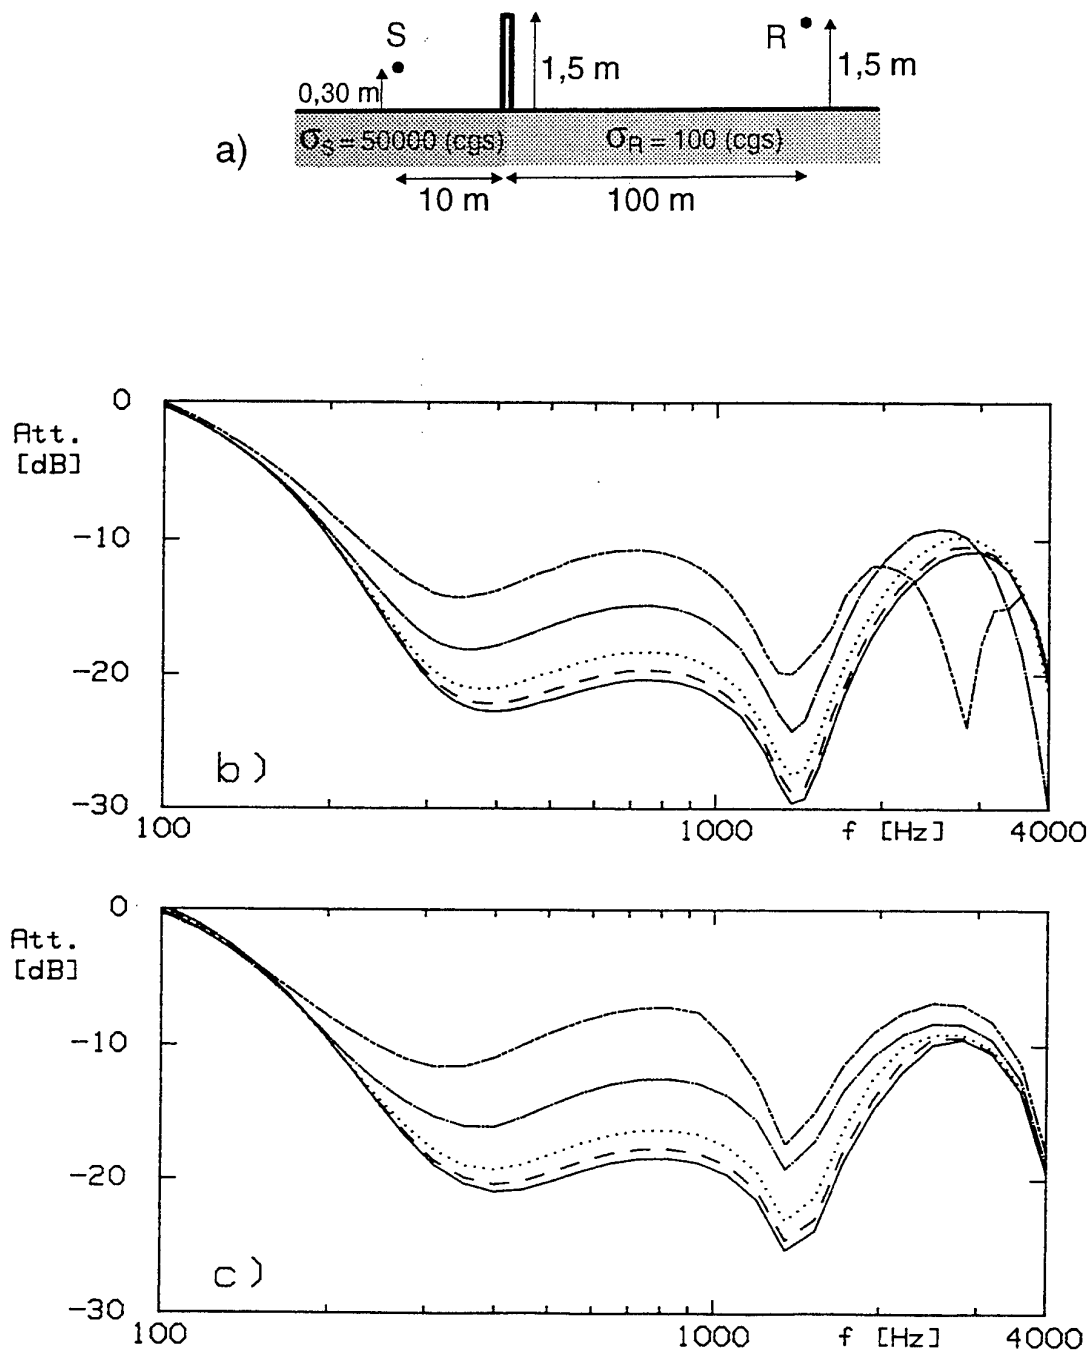 S
R
0,30 m
1,5 m
1,5 m
a)
σS = 50000 (cgs)
σR = 100 (cgs)
10 m
100 m
0
Att.
[dB]
-10
-20
b)
-30
100
1000
f [Hz]
4000
0
Att.
[dB]
-10
-20
c)
-30
100
1000
f [Hz]
4000